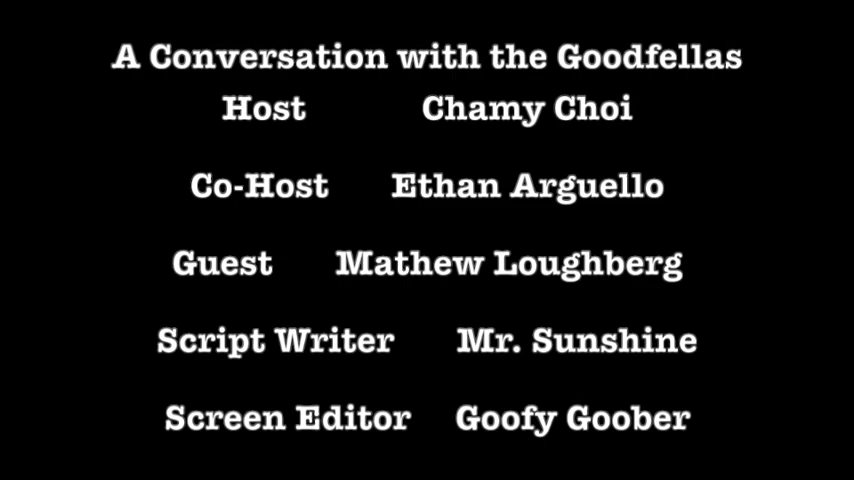 A Conversation with the Goodfellas
Host Chamy Choi
Co-Host Ethan Arguello
Guest Mathew Loughberg
Script Writer Mr. Sunshine
Screen Editor Goofy Goober